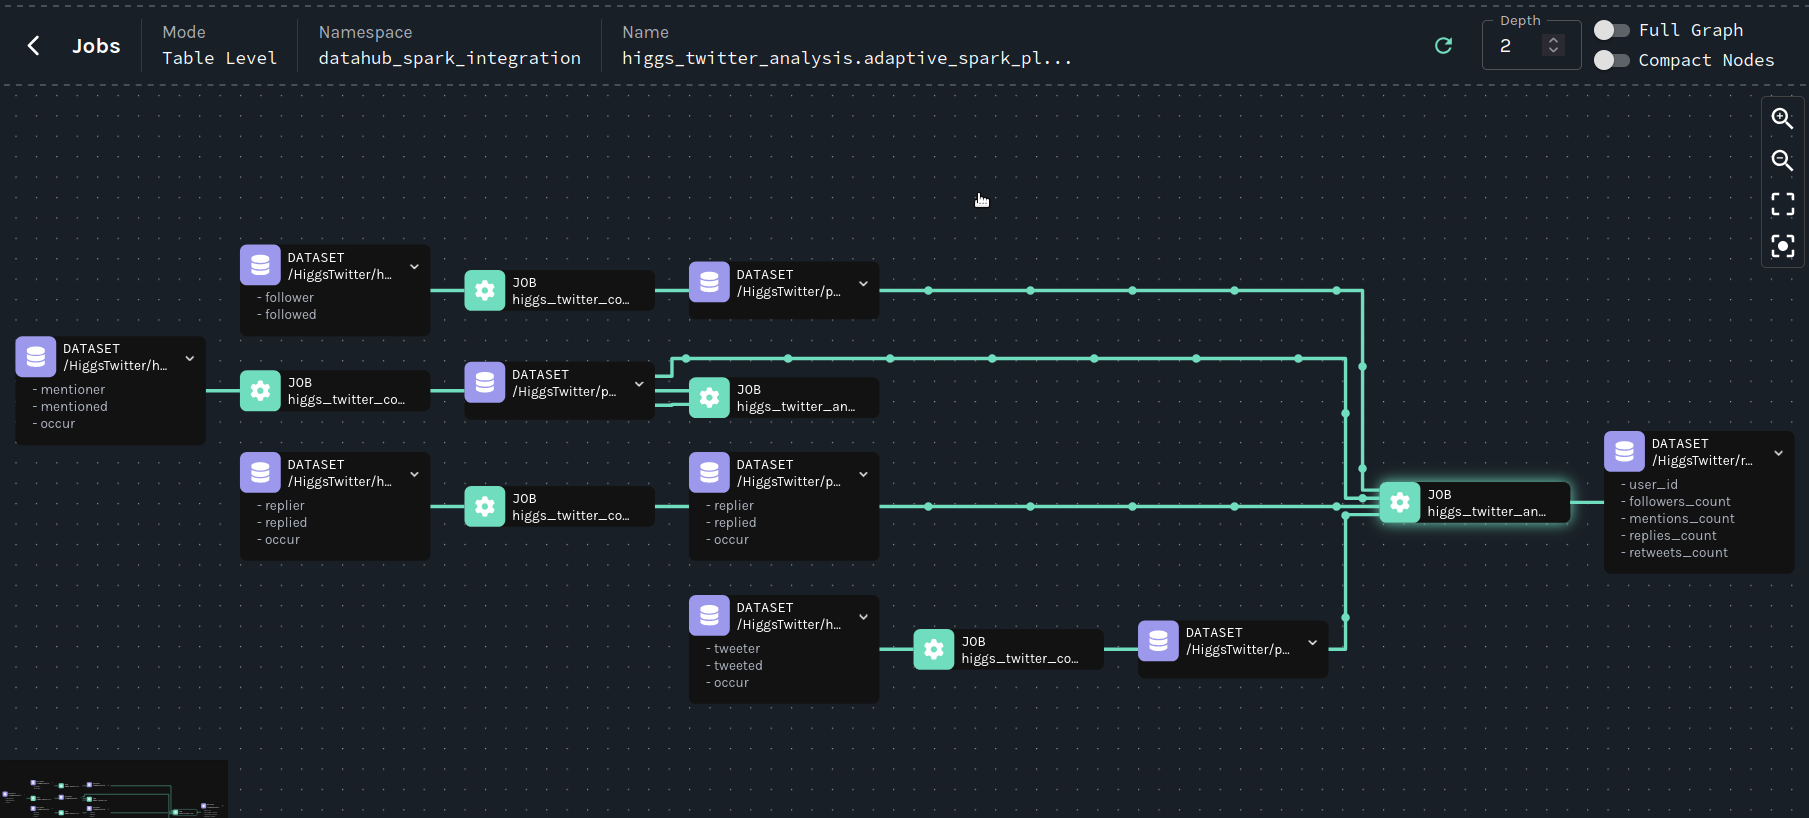 Jobs
Mode
Table Level
Namespace
datahub_spark_integration
Name
higgs_twitter_analysis.adaptive_spark_pl...
Depth
2
Full Graph
Compact Nodes
DATASET
/HiggsTwitter/h...
- follower
- followed
JOB
higgs_twitter_co...
DATASET
/HiggsTwitter/p...
DATASET
/HiggsTwitter/h...
- mentioner
- mentioned
- occur
JOB
higgs_twitter_co...
DATASET
/HiggsTwitter/p...
JOB
higgs_twitter_an...
DATASET
/HiggsTwitter/h...
- replier
- replied
- occur
JOB
higgs_twitter_co...
DATASET
/HiggsTwitter/p...
- replier
- replied
- occur
JOB
higgs_twitter_an...
DATASET
/HiggsTwitter/r...
- user_id
- followers_count
- mentions_count
- replies_count
- retweets_count
DATASET
/HiggsTwitter/h...
- tweeter
- tweeted
- occur
JOB
higgs_twitter_co...
DATASET
/HiggsTwitter/p...